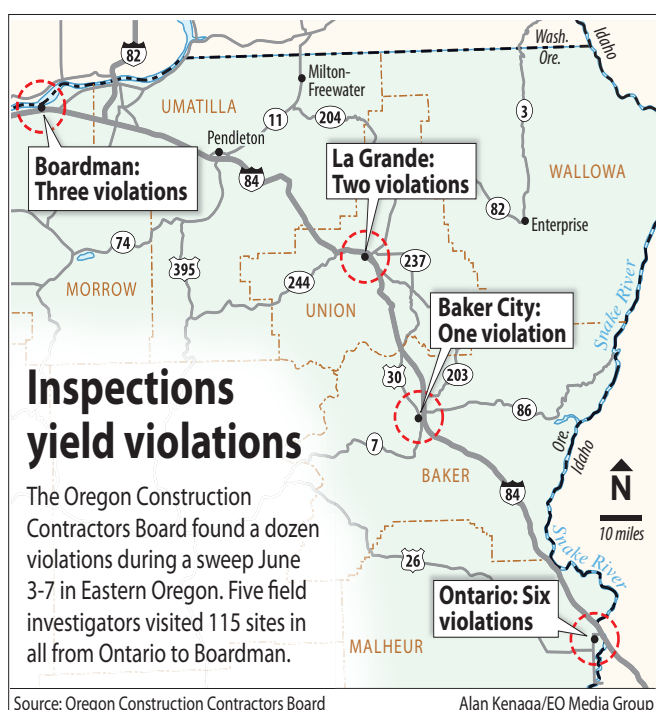 Wash.
Ore.
Idaho
82
Milton-
Freewater
UMATILLA
11
204
3
Pendleton
Boardman:
Three violations
La Grande:
Two violations
WALLOWA
84
82
Enterprise
74
395
237
244
MORROW
UNION
Snake River
Baker City:
One violation
30
203
86
Inspections
yield violations
7
Ore.
Idaho
BAKER
N
10 miles
84
The Oregon Construction
Contractors Board found a dozen
violations during a sweep June
3-7 in Eastern Oregon. Five field
investigators visited 115 sites in
all from Ontario to Boardman.
26
Snake River
Ontario: Six
violations
MALHEUR
Source: Oregon Construction Contractors Board
Alan Kenaga/EO Media Group